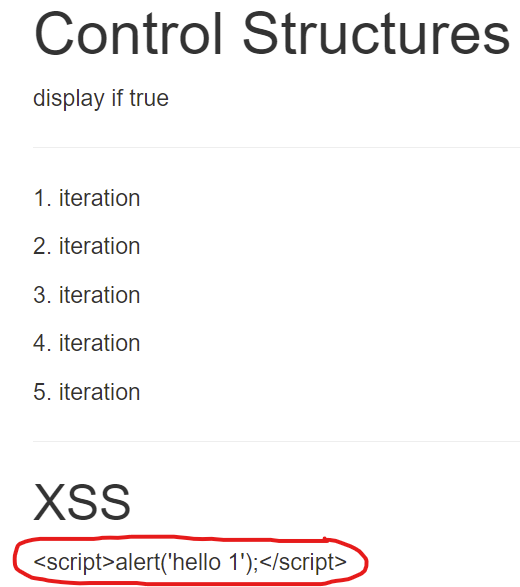 Control Structures
display if true
1. iteration
2. iteration
3. iteration
4. iteration
5. iteration
XSS
<script>alert('hello 1');</script>